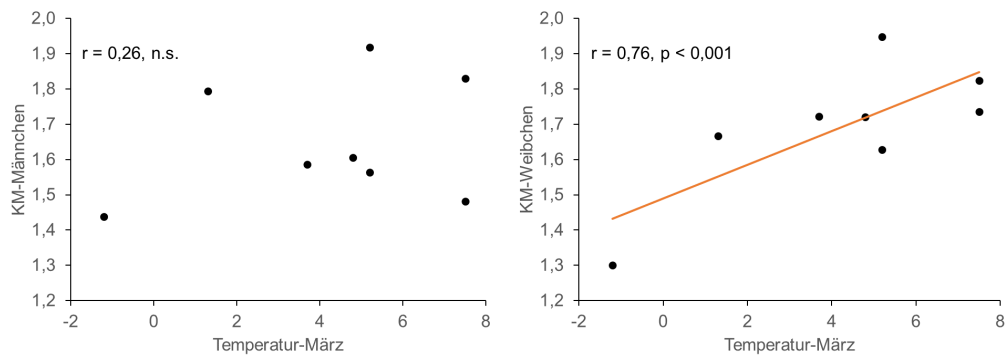 2,0
1,9
1,8
1,7
1,6
1,5
1,4
1,3
1,2
KM-Männchen
r = 0,26, n.s.
-2 0 2 4 6 8
Temperatur-März
2,0
1,9
1,8
1,7
1,6
1,5
1,4
1,3
1,2
KM-Weibchen
r = 0,76, p < 0,001
-2 0 2 4 6 8
Temperatur-März